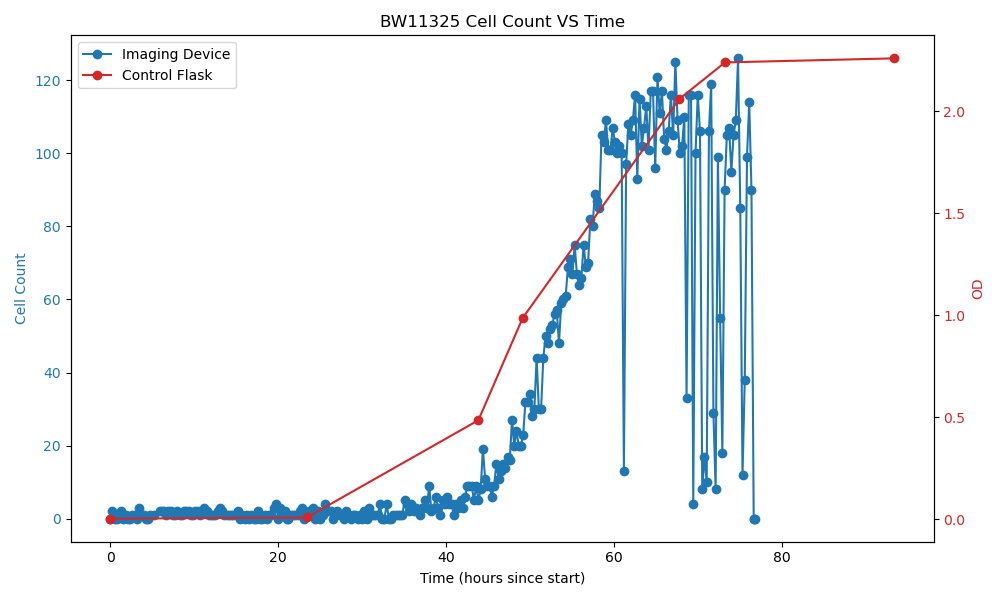 BW11325 Cell Count VS Time
Imaging Device
Control Flask
120
100
80
60
40
20
0
Cell Count
2.0
1.5
1.0
0.5
0.0
OD
0 20 40 60 80
Time (hours since start)